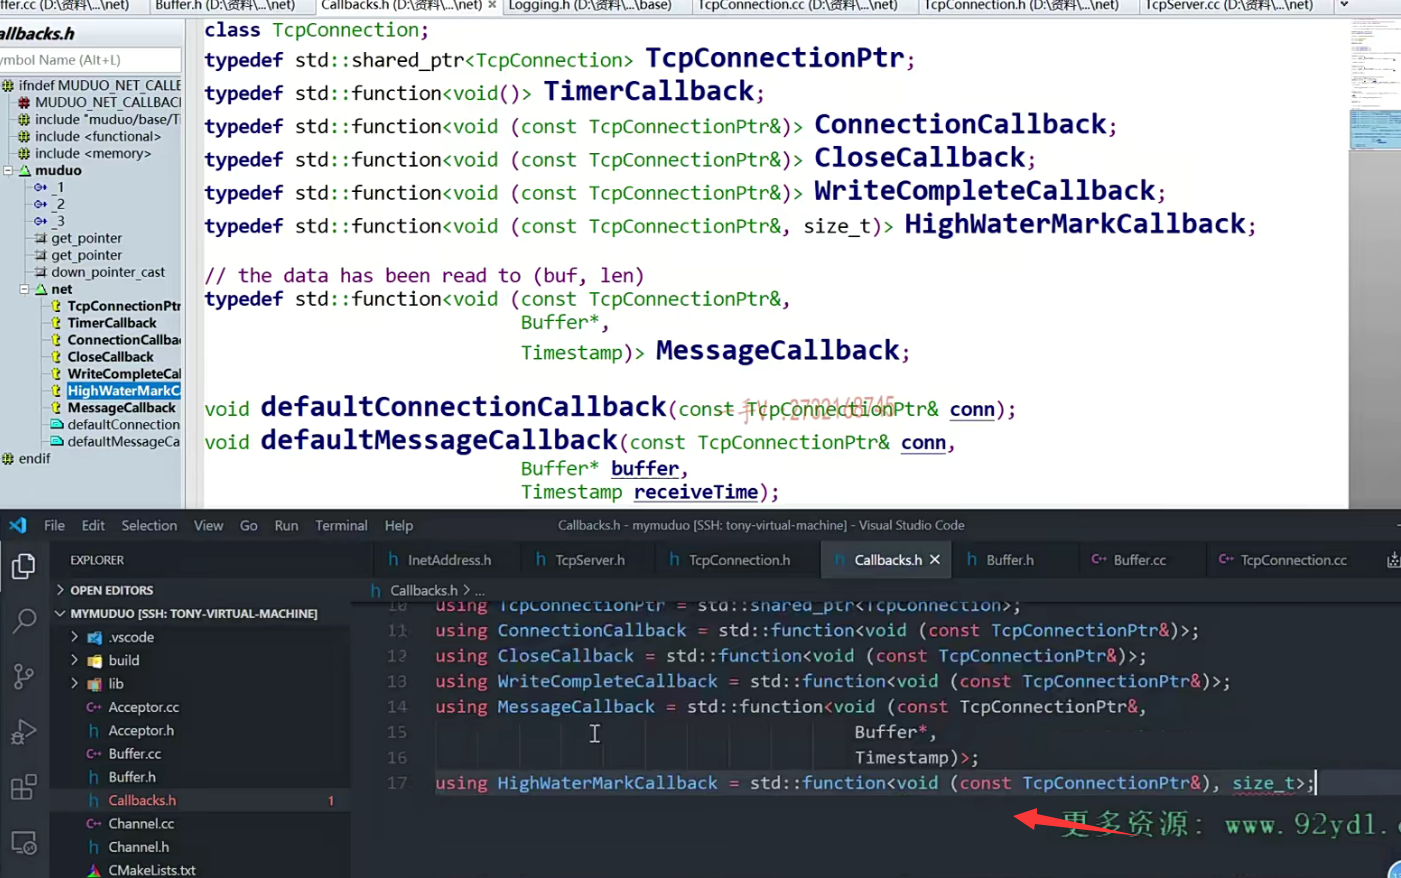 ffer.cc (D:\资料\...\net) Buffer.h (D:\资料\...\net) Callbacks.h (D:\资料\...\net) × Logging.h (D:\资料\...\base) TcpConnection.cc (D:\资料\...\net) TcpConnection.h (D:\资料\...\net) TcpServer.cc (D:\资料\...\net)
allbacks.h
ymbol Name (Alt+L)
ifndef MUDUO_NET_CALLB
MUDUO_NET_CALLBACK
include "muduo/base/Ti
include <functional>
include <memory>
muduo
_1
_2
_3
get_pointer
get_pointer
down_pointer_cast
net
TcpConnectionPtr
TimerCallback
ConnectionCallba
CloseCallback
WriteCompleteCal
HighWaterMarkC
MessageCallback
defaultConnection
defaultMessageCa
endif
class TcpConnection;
typedef std::shared_ptr<TcpConnection> TcpConnectionPtr;
typedef std::function<void()> TimerCallback;
typedef std::function<void (const TcpConnectionPtr&)> ConnectionCallback;
typedef std::function<void (const TcpConnectionPtr&)> CloseCallback;
typedef std::function<void (const TcpConnectionPtr&)> WriteCompleteCallback;
typedef std::function<void (const TcpConnectionPtr&, size_t)> HighWaterMarkCallback;
// the data has been read to (buf, len)
typedef std::function<void (const TcpConnectionPtr&,
Buffer*,
Timestamp)> MessageCallback;
void defaultConnectionCallback(const TcpConnectionPtr& conn);
void defaultMessageCallback(const TcpConnectionPtr& conn,
Buffer* buffer,
Timestamp receiveTime);
File Edit Selection View Go Run Terminal Help Callbacks.h - mymuduo [SSH: tony-virtual-machine] - Visual Studio Code
EXPLORER
OPEN EDITORS
MYMUDUO [SSH: TONY-VIRTUAL-MACHINE]
.vscode
build
lib
Acceptor.cc
Acceptor.h
Buffer.cc
Buffer.h
Callbacks.h 1
Channel.cc
Channel.h
CMakeLists.txt
InetAddress.h TcpServer.h TcpConnection.h Callbacks.h × Buffer.h Buffer.cc TcpConnection.cc
Callbacks.h > ...
10 using TcpConnectionPtr = std::shared_ptr<TcpConnection>;
11 using ConnectionCallback = std::function<void (const TcpConnectionPtr&)>;
12 using CloseCallback = std::function<void (const TcpConnectionPtr&)>;
13 using WriteCompleteCallback = std::function<void (const TcpConnectionPtr&)>;
14 using MessageCallback = std::function<void (const TcpConnectionPtr&,
15 Buffer*,
16 Timestamp)>;
17 using HighWaterMarkCallback = std::function<void (const TcpConnectionPtr&), size_t>;
更多资源: www.92yd1.